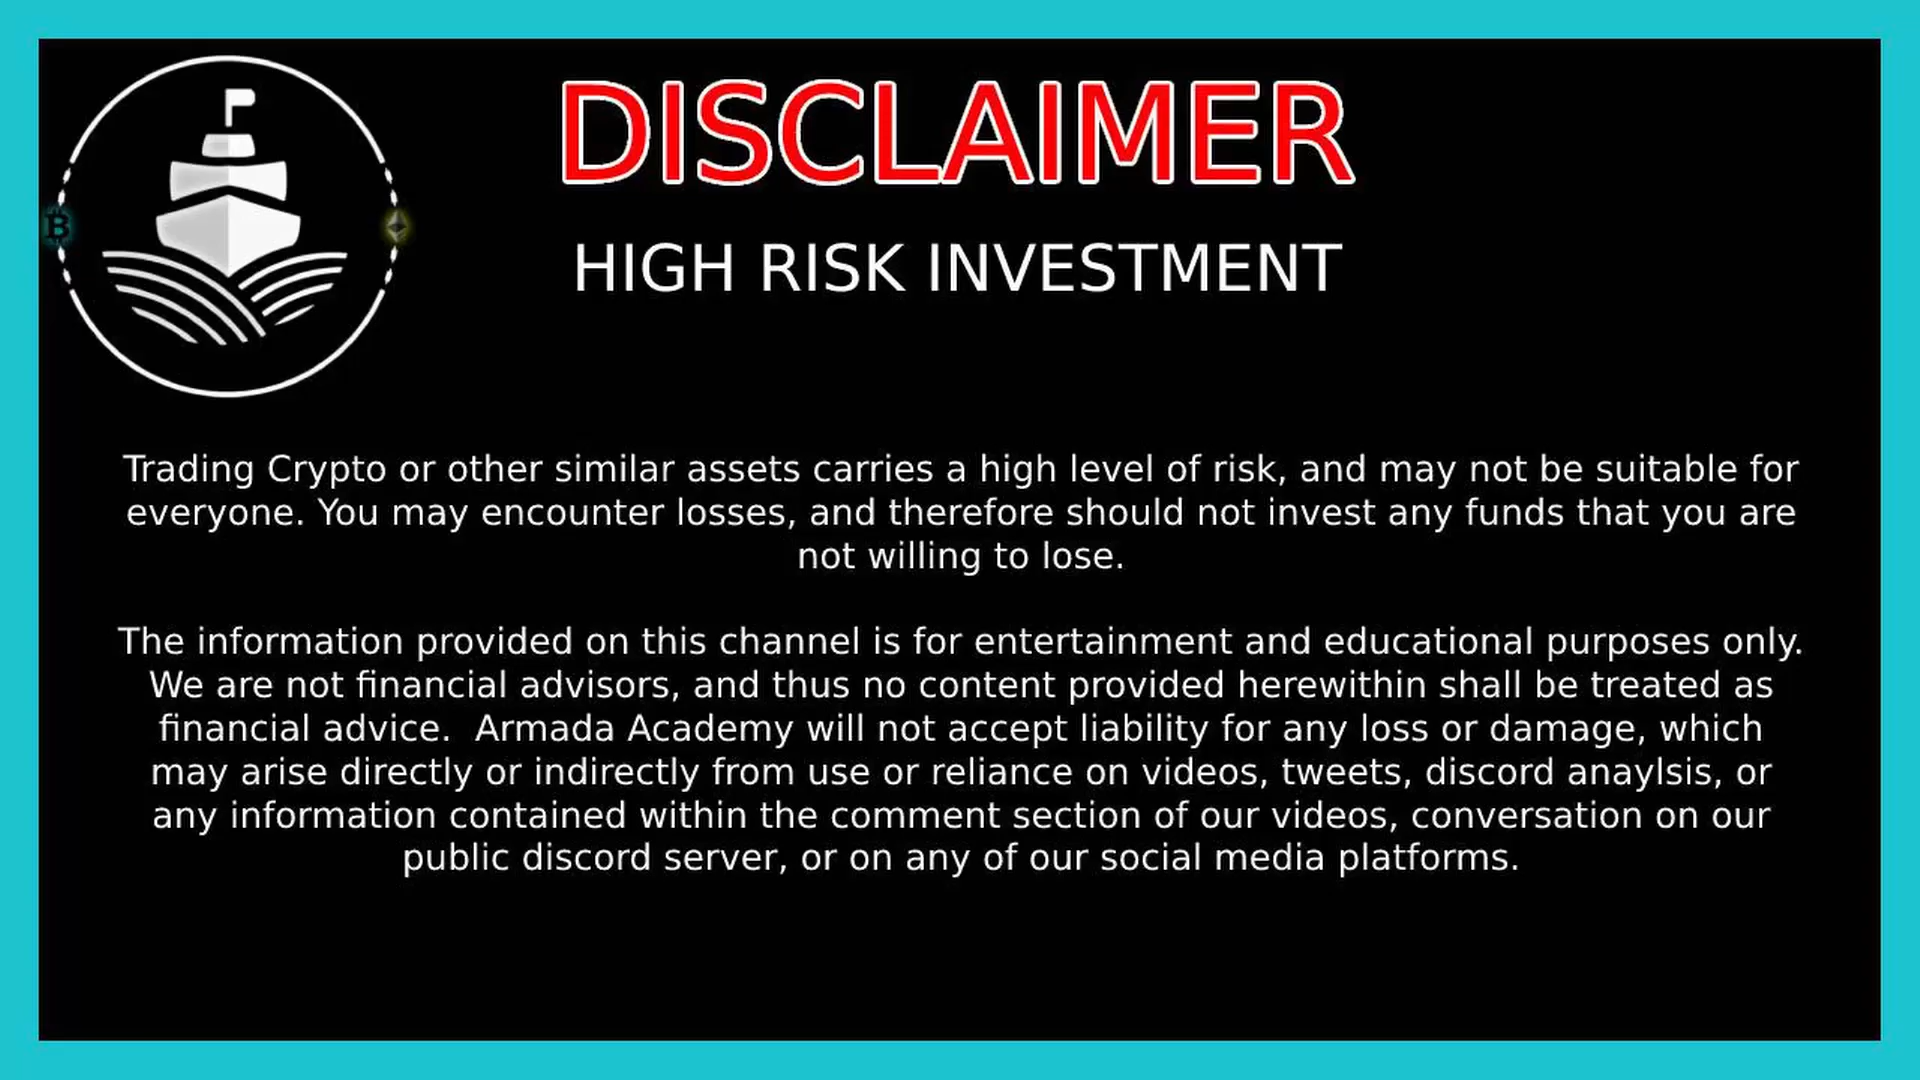 DISCLAIMER
HIGH RISK INVESTMENT
Trading Crypto or other similar assets carries a high level of risk, and may not be suitable for
everyone. You may encounter losses, and therefore should not invest any funds that you are
not willing to lose.
The information provided on this channel is for entertainment and educational purposes only.
We are not financial advisors, and thus no content provided herewithin shall be treated as
financial advice.  Armada Academy will not accept liability for any loss or damage, which
may arise directly or indirectly from use or reliance on videos, tweets, discord anaylsis, or
any information contained within the comment section of our videos, conversation on our
public discord server, or on any of our social media platforms.